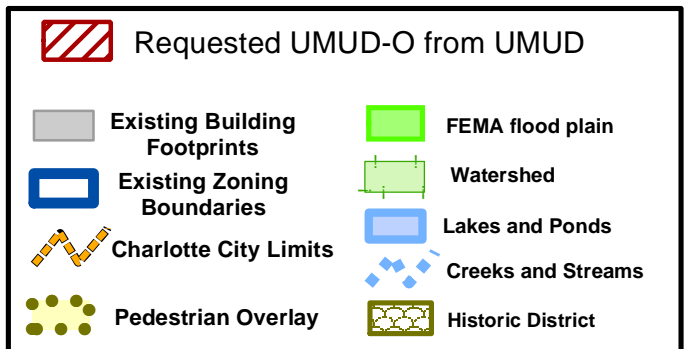 Requested UMUD-O from UMUD
Existing Building
Footprints
Existing Zoning
Boundaries
Charlotte City Limits
Pedestrian Overlay
FEMA flood plain
Watershed
Lakes and Ponds
Creeks and Streams
Historic District